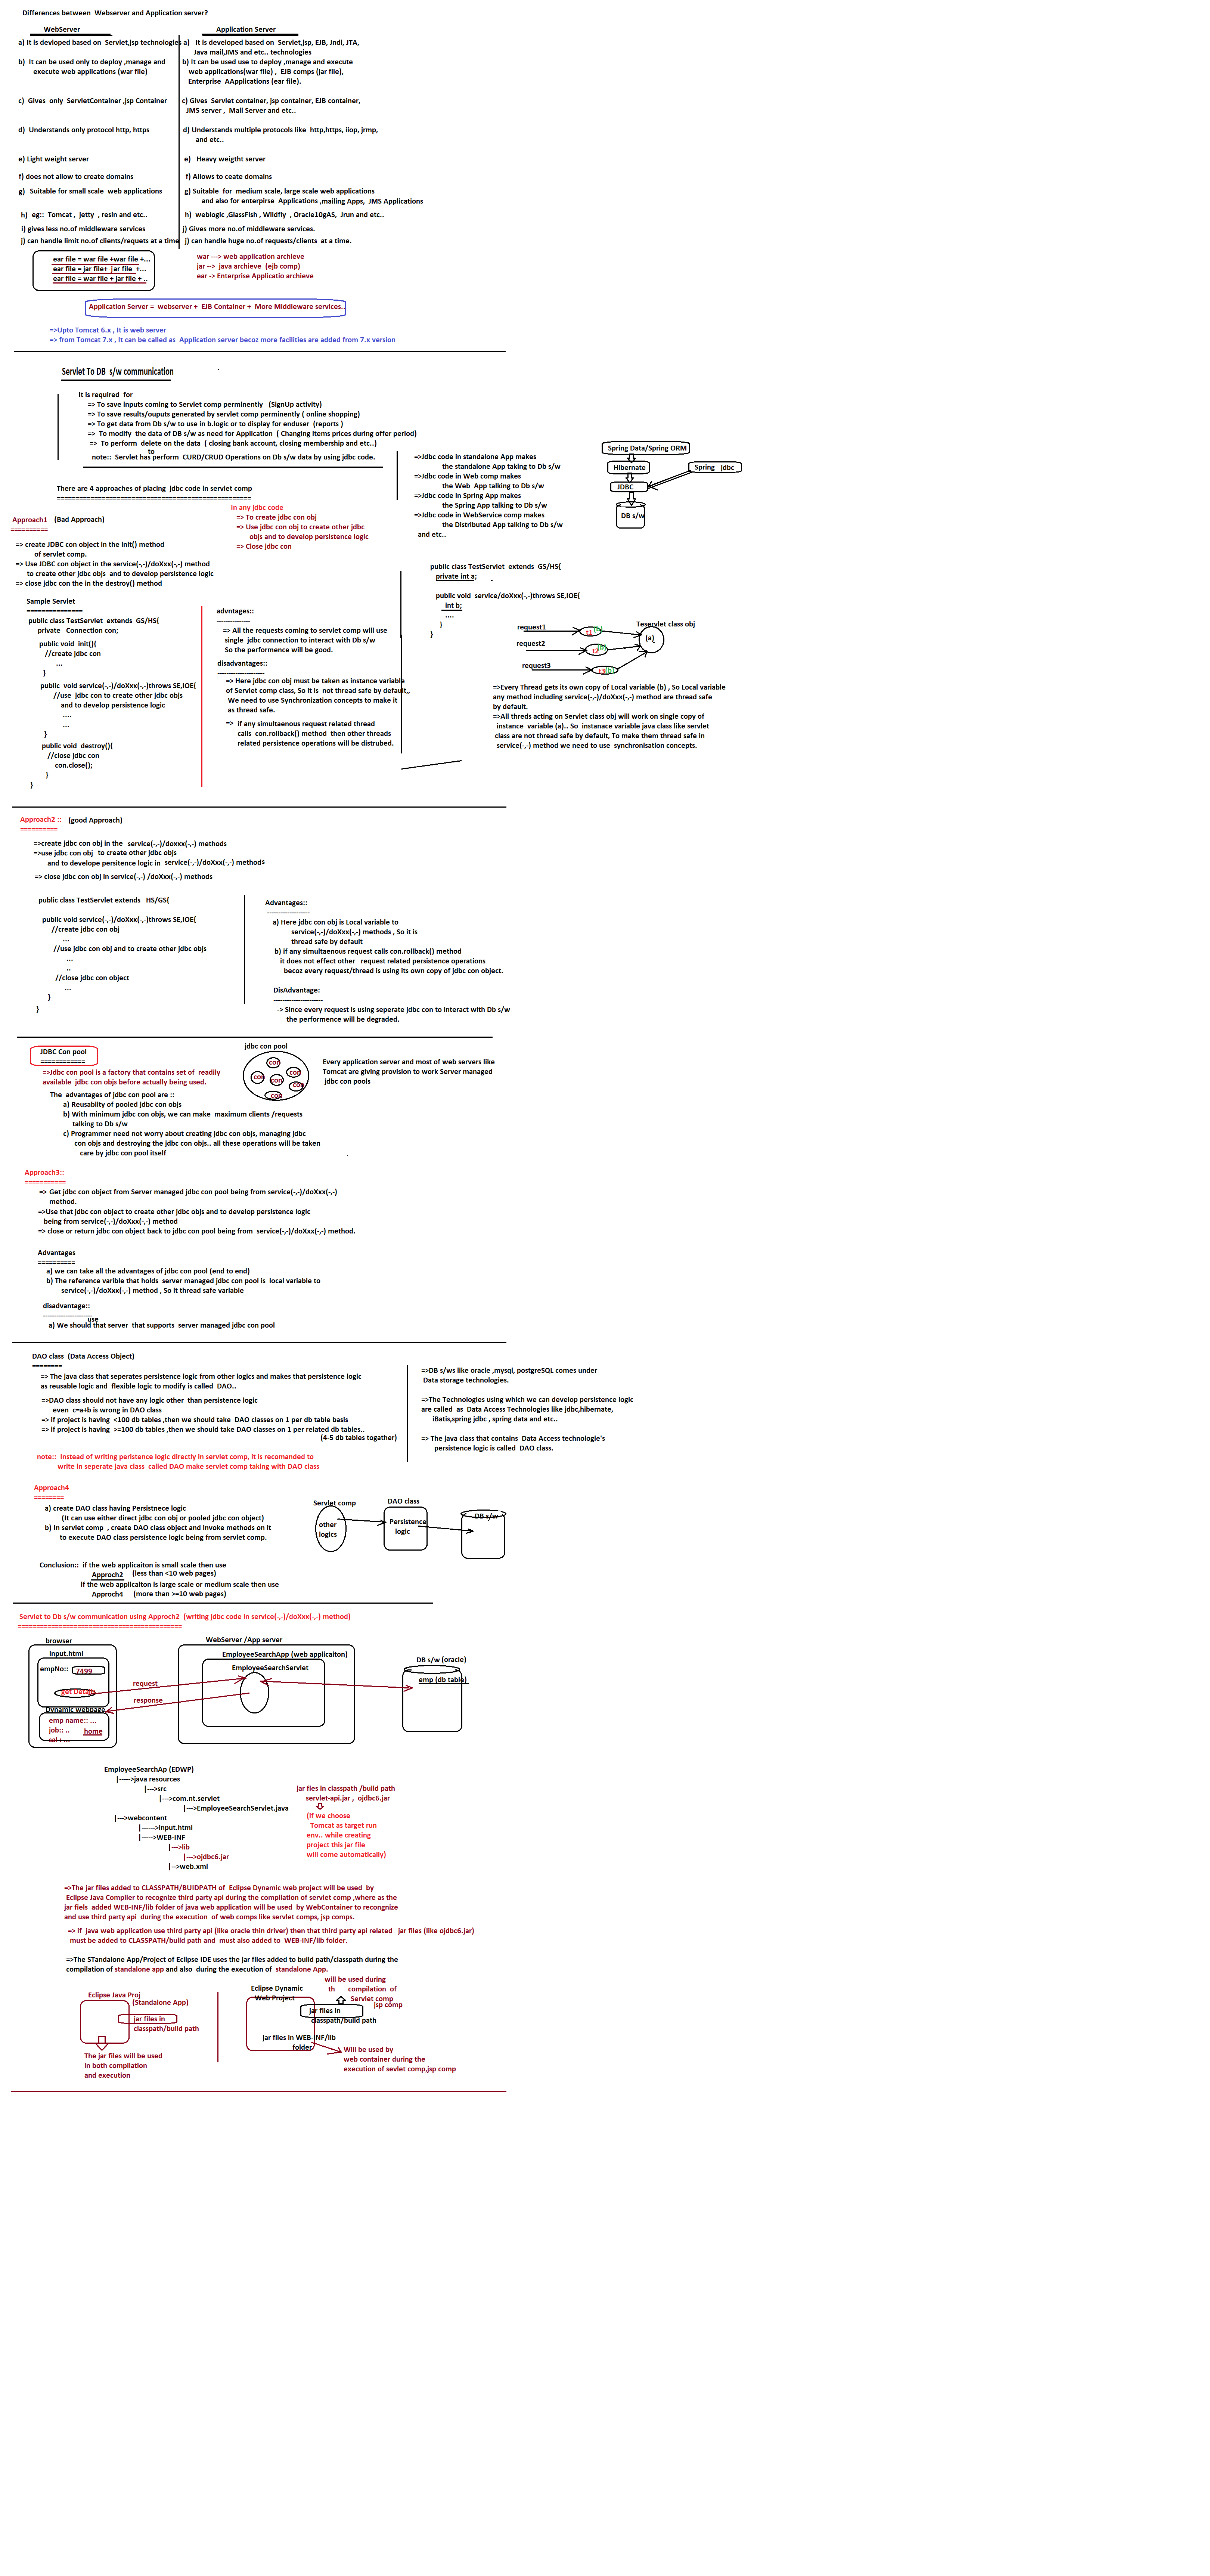 Differences between  Webserver and Application server?
WebServer
Application Server
a) It is devloped based on  Servlet,jsp technologies
b)  It can be used only to deploy ,manage and
execute web applications (war file)
c)  Gives  only  ServletContainer ,jsp Container
d)  Understands only protocol http, https
e) Light weight server
f) does not allow to create domains
g)  Suitable for small scale  web applications
h)  eg:: Tomcat ,  jetty  , resin and etc..
i) gives less no.of middleware services
j) can handle limit no.of clients/requets at a time
a)   It is developed based on  Servlet,jsp, EJB, Jndi, JTA,
Java mail,JMS and etc.. technologies
b) It can be used use to deploy ,manage and execute
web applications(war file) ,  EJB comps (jar file),
Enterprise  AApplications (ear file).
c) Gives  Servlet container, jsp container, EJB container,
JMS server ,  Mail Server and etc..
d) Understands multiple protocols like  http,https, iiop, jrmp,
and etc..
e)   Heavy weigtht server
f) Allows to ceate domains
g) Suitable  for  medium scale, large scale web applications
and also for enterpirse  Applications ,mailing Apps,  JMS Applications
h)  weblogic ,GlassFish , Wildfly  , Oracle10gAS,  Jrun and etc..
j) Gives more no.of middleware services.
j) can handle huge no.of requests/clients  at a time.
ear file = war file +war file +...
ear file = jar file+  jar file  +...
ear file = war file + jar file + ..
war ---> web application archieve
jar -->  java archieve  (ejb comp)
ear -> Enterprise Applicatio archieve
Application Server =  webserver +  EJB Container +  More Middleware services..
=>Upto Tomcat 6.x , It is web server
=> from Tomcat 7.x , It can be called as  Application server becoz more facilities are added from 7.x version
Servlet To DB  s/w communication
It is required  for
=> To save inputs coming to Servlet comp perminently   (SignUp activity)
=> To save results/ouputs generated by servlet comp perminently ( online shopping)
=> To get data from Db s/w to use in b.logic or to display for enduser  (reports )
=>  To modify  the data of DB s/w as need for Application  ( Changing items prices during offer period)
=>  To perform  delete on the data  ( closing bank account, closing membership and etc..)
to
note::  Servlet has perform  CURD/CRUD Operations on Db s/w data by using jdbc code.
=>Jdbc code in standalone App makes
the standalone App taking to Db s/w
=>Jdbc code in Web comp makes
the Web  App talking to Db s/w
=>Jdbc code in Spring App makes
the Spring App talking to Db s/w
=>Jdbc code in WebService comp makes
the Distributed App talking to Db s/w
and etc..
Spring Data/Spring ORM
Hibernate
Spring   jdbc
JDBC
DB s/w
There are 4 approaches of placing  jdbc code in servlet comp
====================================================
In any jdbc code
=> To create jdbc con obj
=> Use jdbc con obj to create other jdbc
objs and to develop persistence logic
=> Close jdbc con
Approach1   (Bad Approach)
==========
=> create JDBC con object in the init() method
of servlet comp.
=> Use JDBC con object in the service(-,-)/doXxx(-,-) method
to create other jdbc objs  and to develop persistence logic
=> close jdbc con the in the destroy() method
Sample Servlet
===============
public class TestServlet  extends  GS/HS{
private   Connection con;
public void  init(){
//create jdbc con
...
}
public  void service(-,-)/doXxx(-,-)throws SE,IOE{
//use  jdbc con to create other jdbc objs
and to develop persistence logic
....
...
}
public void  destroy(){
//close jdbc con
con.close();
}
}
advntages::
---------------
=> All the requests coming to servlet comp will use
single  jdbc connection to interact with Db s/w
So the performence will be good.
disadvantages::
---------------------
=> Here jdbc con obj must be taken as instance variable
of Servlet comp class, So it is  not thread safe by default,,
We need to use Synchronization concepts to make it
as thread safe.
=>  if any simultaenous request related thread
calls  con.rollback() method  then other threads
related persistence operations will be distrubed.
public class TestServlet  extends  GS/HS{
private int a;
public void  service/doXxx(-,-)throws SE,IOE{
int b;
....
}
}
Teservlet class obj
request1
t1 (b)
request2
t2 (b)
(a)
request3
t3(b)
=>Every Thread gets its own copy of Local variable (b) , So Local variable
any method including service(-,-)/doXxx(-,-) method are thread safe
by default.
=>All threds acting on Servlet class obj will work on single copy of
instance  variable (a).. So  instanace variable java class like servlet
class are not thread safe by default, To make them thread safe in
service(-,-) method we need to use  synchronisation concepts.
Approach2 ::   (good Approach)
==========
=>create jdbc con obj in the  service(-,-)/doxxx(-,-) methods
=>use jdbc con obj  to create other jdbc objs
and to develope persitence logic in  service(-,-)/doXxx(-,-) methods
=> close jdbc con obj in service(-,-) /doXxx(-,-) methods
public class TestServlet extends   HS/GS{
public void service(-,-)/doXxx(-,-)throws SE,IOE{
//create jdbc con obj
...
//use jdbc con obj and to create other jdbc objs
...
..
//close jdbc con object
...
}
}
Advantages::
-------------------
a) Here jdbc con obj is Local variable to
service(-,-)/doXxx(-,-) methods , So it is
thread safe by default
b) if any simultaenous request calls con.rollback() method
it does not effect other   request related persistence operations
becoz every request/thread is using its own copy of jdbc con object.
DisAdvantage:
----------------------
-> Since every request is using seperate jdbc con to interact with Db s/w
the performence will be degraded.
JDBC Con pool
============
=>Jdbc con pool is a factory that contains set of  readily
available  jdbc con objs before actually being used.
The  advantages of jdbc con pool are ::
a) Reusablity of pooled jdbc con objs
b) With minimum jdbc con objs, we can make  maximum clients /requests
talking to Db s/w
c) Programmer need not worry about creating jdbc con objs, managing jdbc
con objs and destroying the jdbc con objs.. all these operations will be taken
care by jdbc con pool itself
jdbc con pool
con
con
con
con
con
con
Every application server and most of web servers like
Tomcat are giving provision to work Server managed
jdbc con pools
Approach3::
===========
=> Get jdbc con object from Server managed jdbc con pool being from service(-,-)/doXxx(-,-)
method.
=>Use that jdbc con object to create other jdbc objs and to develop persistence logic
being from service(-,-)/doXxx(-,-) method
=> close or return jdbc con object back to jdbc con pool being from  service(-,-)/doXxx(-,-) method.
Advantages
==========
a) we can take all the advantages of jdbc con pool (end to end)
b) The reference varible that holds  server managed jdbc con pool is  local variable to
service(-,-)/doXxx(-,-) method , So it thread safe variable
disadvantage::
----------------------
use
a) We should that server  that supports  server managed jdbc con pool
DAO class  (Data Access Object)
========
=> The java class that seperates persistence logic from other logics and makes that persistence logic
as reusable logic and  flexible logic to modify is called  DAO..
=>DAO class should not have any logic other  than persistence logic
even  c=a+b is wrong in DAO class
=> if project is having  <100 db tables ,then we should take  DAO classes on 1 per db table basis
=> if project is having  >=100 db tables ,then we should take DAO classes on 1 per related db tables..
(4-5 db tables togather)
note::  Instead of writing peristence logic directly in servlet comp, it is recomanded to
write in seperate java class  called DAO make servlet comp taking with DAO class
=>DB s/ws like oracle ,mysql, postgreSQL comes under
Data storage technologies.
=>The Technologies using which we can develop persistence logic
are called  as  Data Access Technologies like jdbc,hibernate,
iBatis,spring jdbc , spring data and etc..
=> The java class that contains  Data Access technologie's
persistence logic is called  DAO class.
Approach4
========
a) create DAO class having Persistnece logic
(It can use either direct jdbc con obj or pooled jdbc con object)
b) In servlet comp  , create DAO class object and invoke methods on it
to execute DAO class persistence logic being from servlet comp.
Servlet comp
DAO class
DB s/w
other
logics
Persistence
logic
Conclusion::  if the web applicaiton is small scale then use
Approch2    (less than <10 web pages)
if the web applicaiton is large scale or medium scale then use
Approch4    (more than >=10 web pages)
Servlet to Db s/w communication using Approch2  (writing jdbc code in service(-,-)/doXxx(-,-) method)
============================================
browser
input.html
empNo::  7499
get Details
Dynamic webpage
emp name:: ...
job:: ..
home
sal : ...
request
response
WebServer /App server
EmployeeSearchApp (web applicaiton)
EmployeeSearchServlet
DB s/w (oracle)
emp (db table)
EmployeeSearchAp (EDWP)
|----->java resources
|--->src
|--->com.nt.servlet
|--->EmployeeSearchServlet.java
|--->webcontent
|------>input.html
|----->WEB-INF
|--->lib
|--->ojdbc6.jar
|-->web.xml
jar fies in classpath /build path
servlet-api.jar ,  ojdbc6.jar
(if we choose
Tomcat as target run
env.. while creating
project this jar file
will come automatically)
=>The jar files added to CLASSPATH/BUIDPATH of  Eclipse Dynamic web project will be used  by
Eclipse Java Compiler to recognize third party api during the compilation of servlet comp ,where as the
jar fiels  added WEB-INF/lib folder of java web application will be used  by WebContainer to recongnize
and use third party api  during the execution  of web comps like servlet comps, jsp comps.
=> if  java web application use third party api (like oracle thin driver) then that third party api related   jar files (like ojdbc6.jar)
must be added to CLASSPATH/build path and  must also added  to  WEB-INF/lib folder.
=>The STandalone App/Project of Eclipse IDE uses the jar files added to build path/classpath during the
compilation of standalone app and also  during the execution of  standalone App.
Eclipse Java Proj
(Standalone App)
jar files in
classpath/build path
The jar files will be used
in both compilation
and execution
Eclipse Dynamic
Web Project
will be used during
th      compilation  of
Servlet comp
jsp comp
jar files in
classpath/build path
jar files in WEB-INF/lib
folder
Will be used by
web container during the
execution of sevlet comp,jsp comp